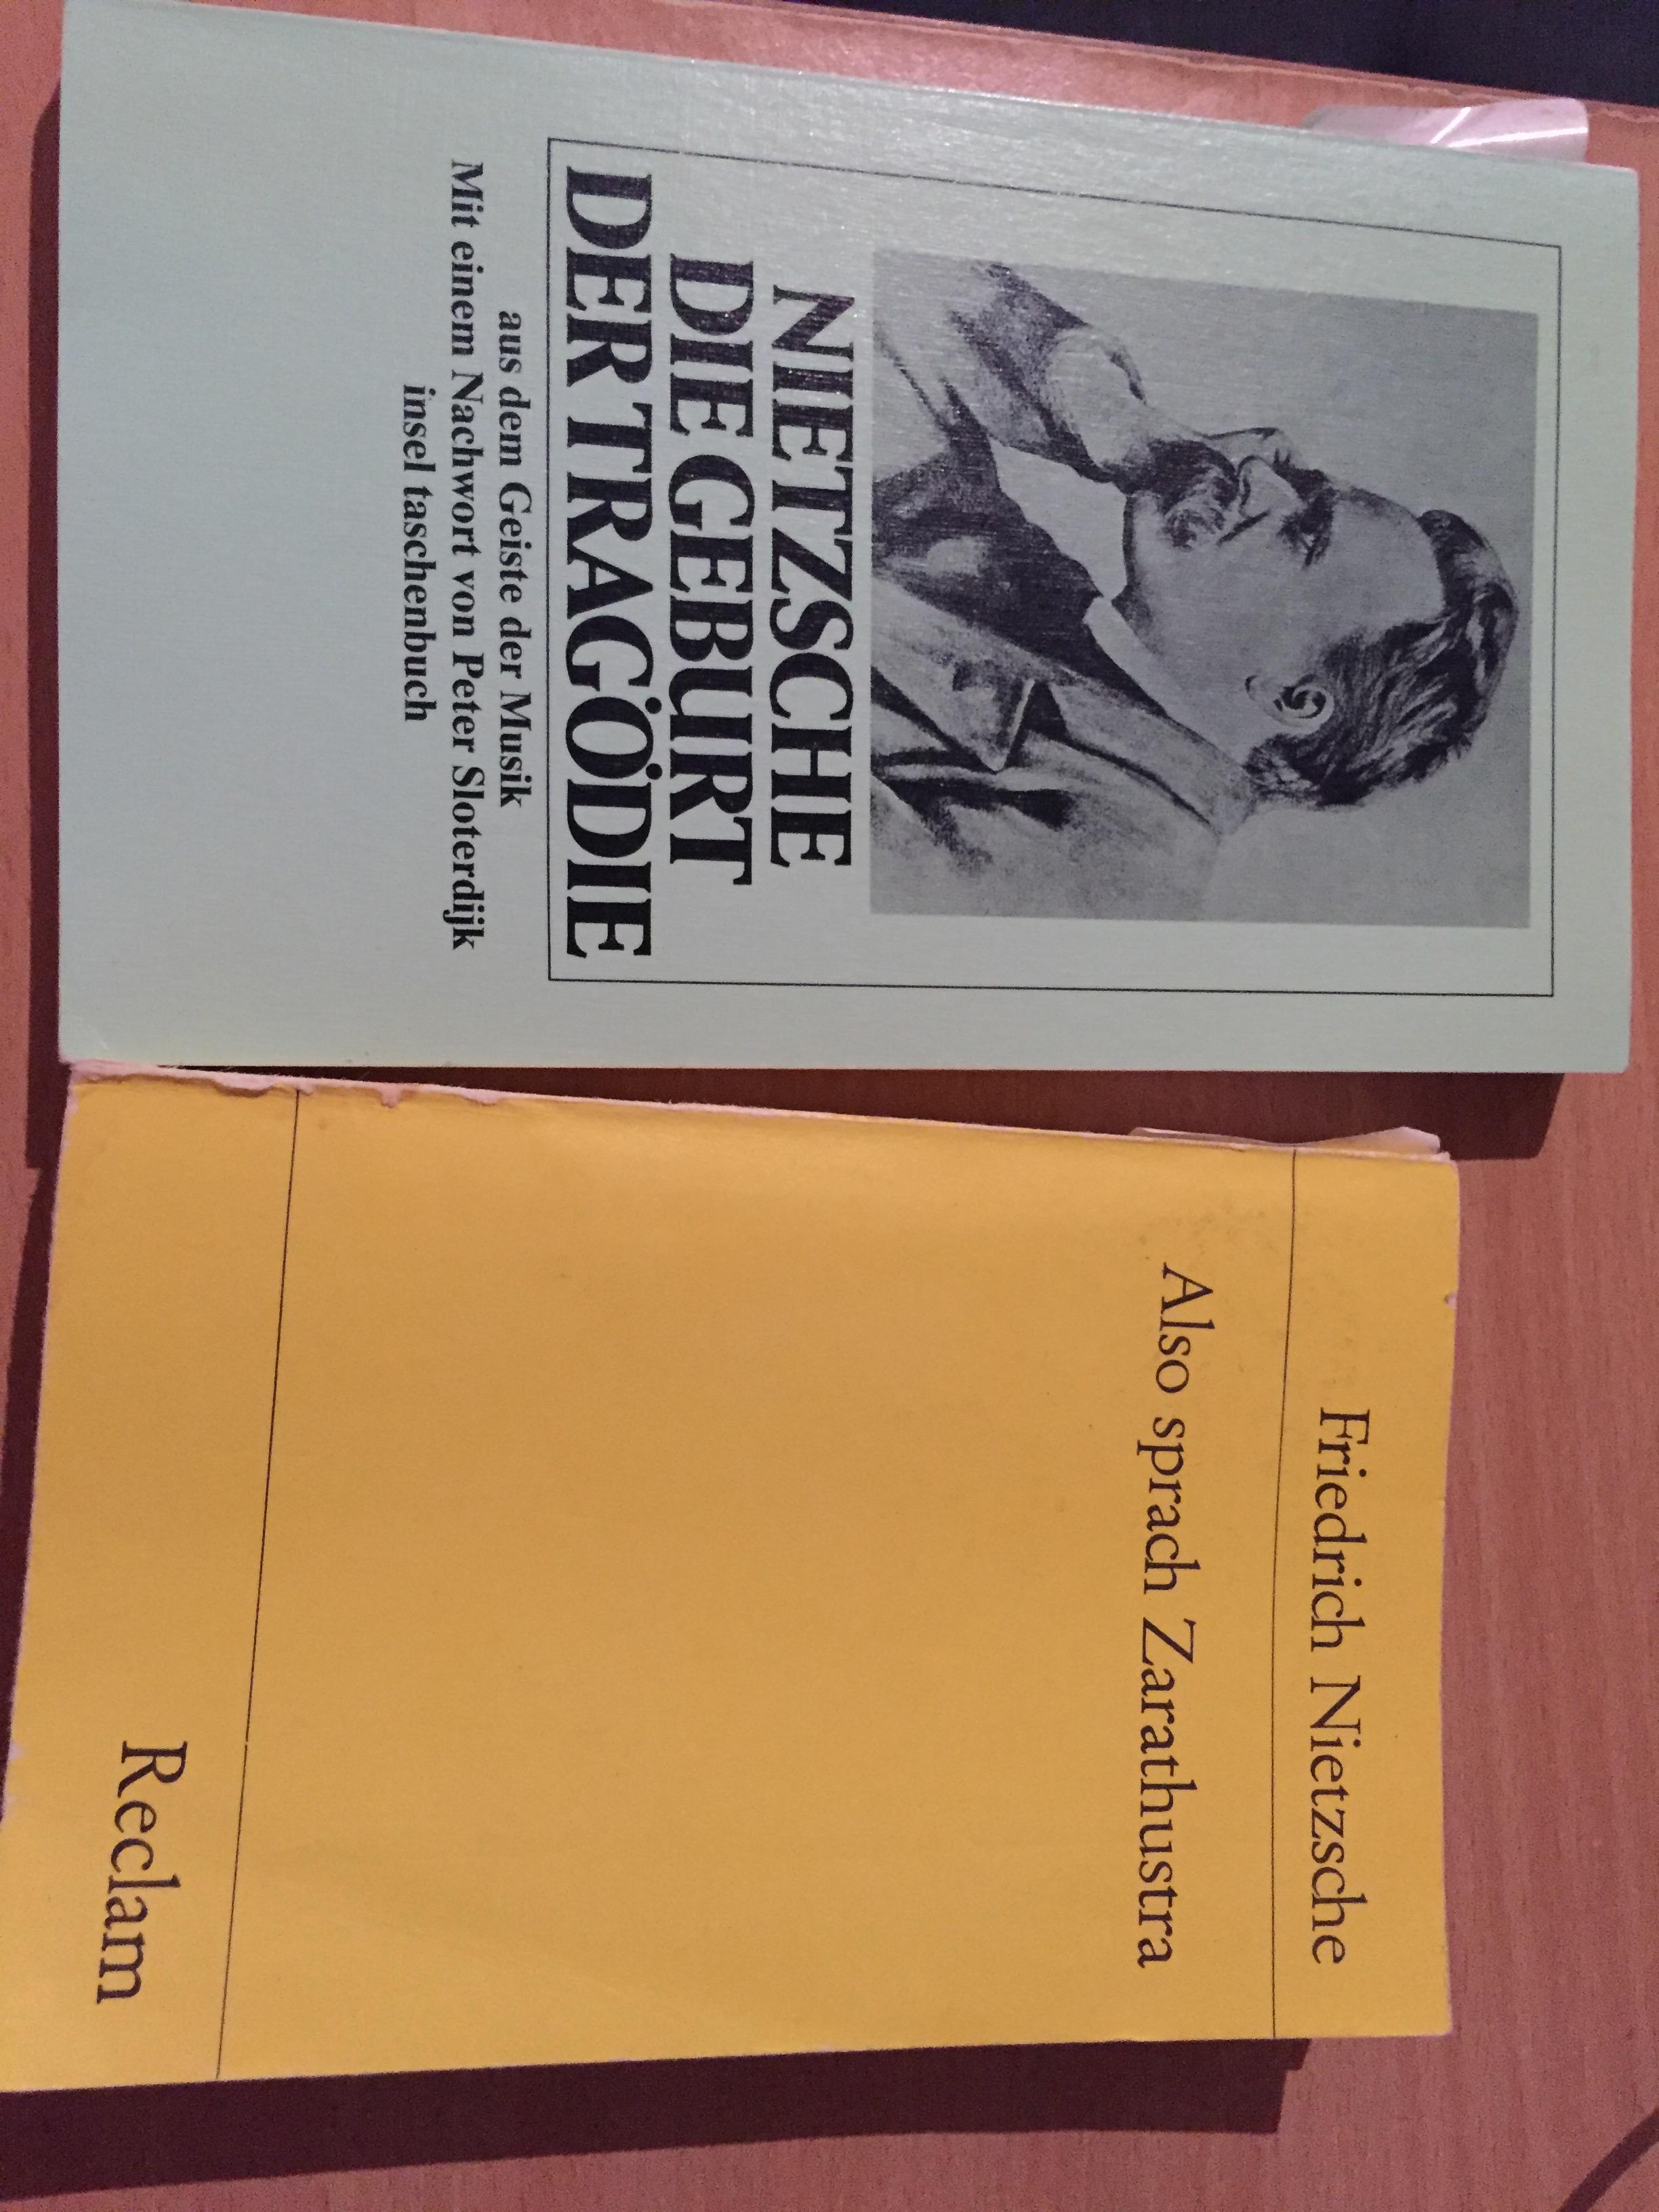 NIETZSCHE
DIE GEBURT
DER TRAGÖDIE
aus dem Geiste der Musik
Mit einem Nachwort von Peter Sloterdijk
insel taschenbuch
Friedrich Nietzsche
Also sprach Zarathustra
Reclam